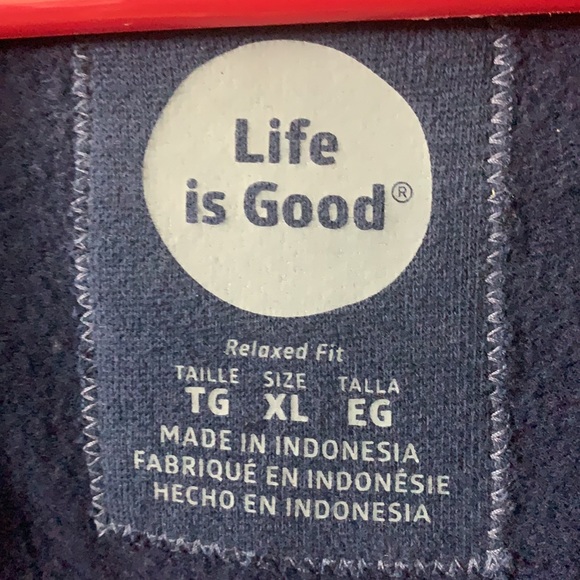 Life
is Good®
Relaxed Fit
TAILLE SIZE TALLA
TG XL EG
MADE IN INDONESIA
FABRIQUÉ EN INDONÉSIE
HECHO EN INDONESIA